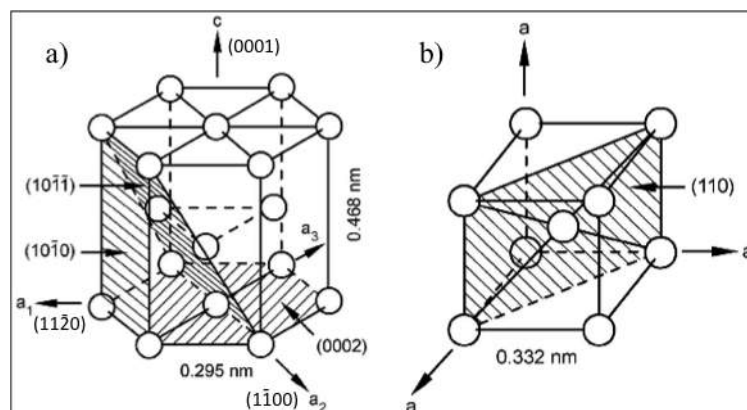 a)
c
(0001)
(101̄1̄)
(101̄0)
a₁
(112̄0)
a₃
0.468 nm
(0002)
0.295 nm
(11̄00)
a₂
b)
a
(110)
a
0.332 nm
a